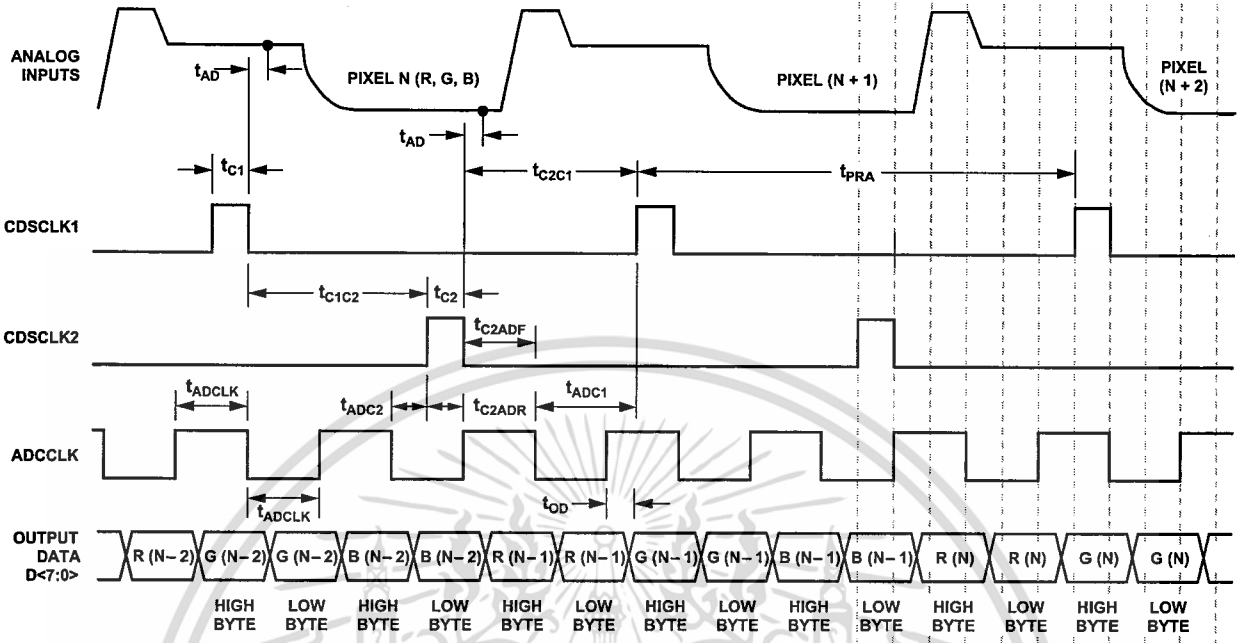 ANALOG
INPUTS
tAD
PIXEL N (R, G, B)
PIXEL (N + 1)
PIXEL
(N + 2)
tAD
tC1
tC2C1
tPRA
CDSCLK1
tC1C2
tC2
CDSCLK2
tC2ADF
tADCLK
tADC2
tC2ADR
tADC1
ADCCLK
tADCLK
tOD
OUTPUT
DATA
D<7:0>
R (N−2) G (N−2) G (N−2) B (N−2) B (N−2) R (N−1) R (N−1) G (N−1) G (N−1) B (N−1) B (N−1) R (N) R (N) G (N) G (N)
HIGH LOW HIGH LOW HIGH LOW HIGH LOW HIGH LOW HIGH LOW HIGH LOW
BYTE BYTE BYTE BYTE BYTE BYTE BYTE BYTE BYTE BYTE BYTE BYTE BYTE BYTE